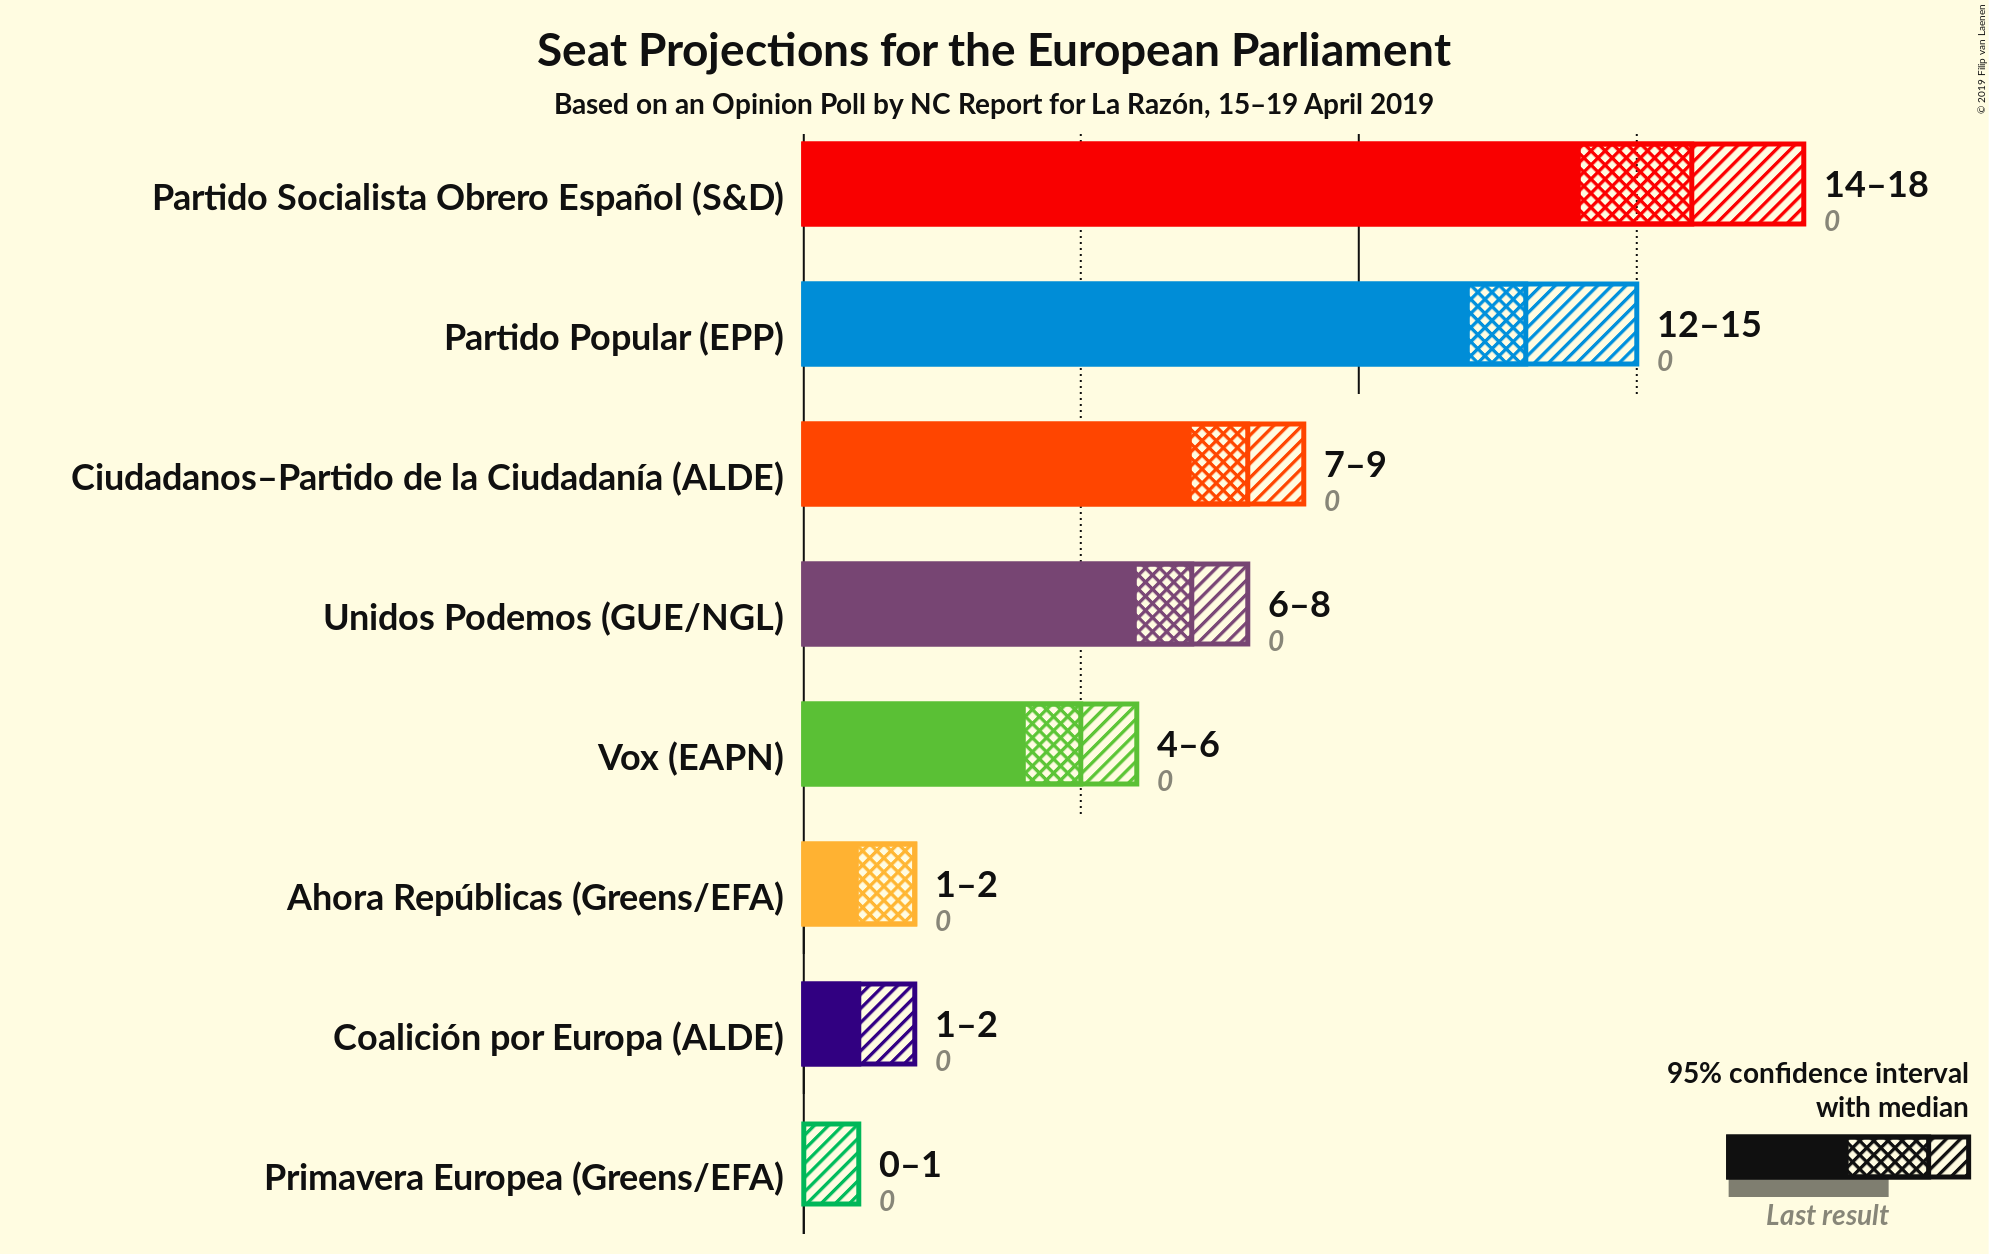 Seat Projections for the European Parliament
Based on an Opinion Poll by NC Report for La Razón, 15–19 April 2019
© 2019 Filip van Laenen
Partido Socialista Obrero Español (S&D)
14–18
0
Partido Popular (EPP)
12–15
0
Ciudadanos–Partido de la Ciudadanía (ALDE)
7–9
0
Unidos Podemos (GUE/NGL)
6–8
0
Vox (EAPN)
4–6
0
Ahora Repúblicas (Greens/EFA)
1–2
0
Coalición por Europa (ALDE)
1–2
0
Primavera Europea (Greens/EFA)
0–1
0
95% confidence interval
with median
Last result